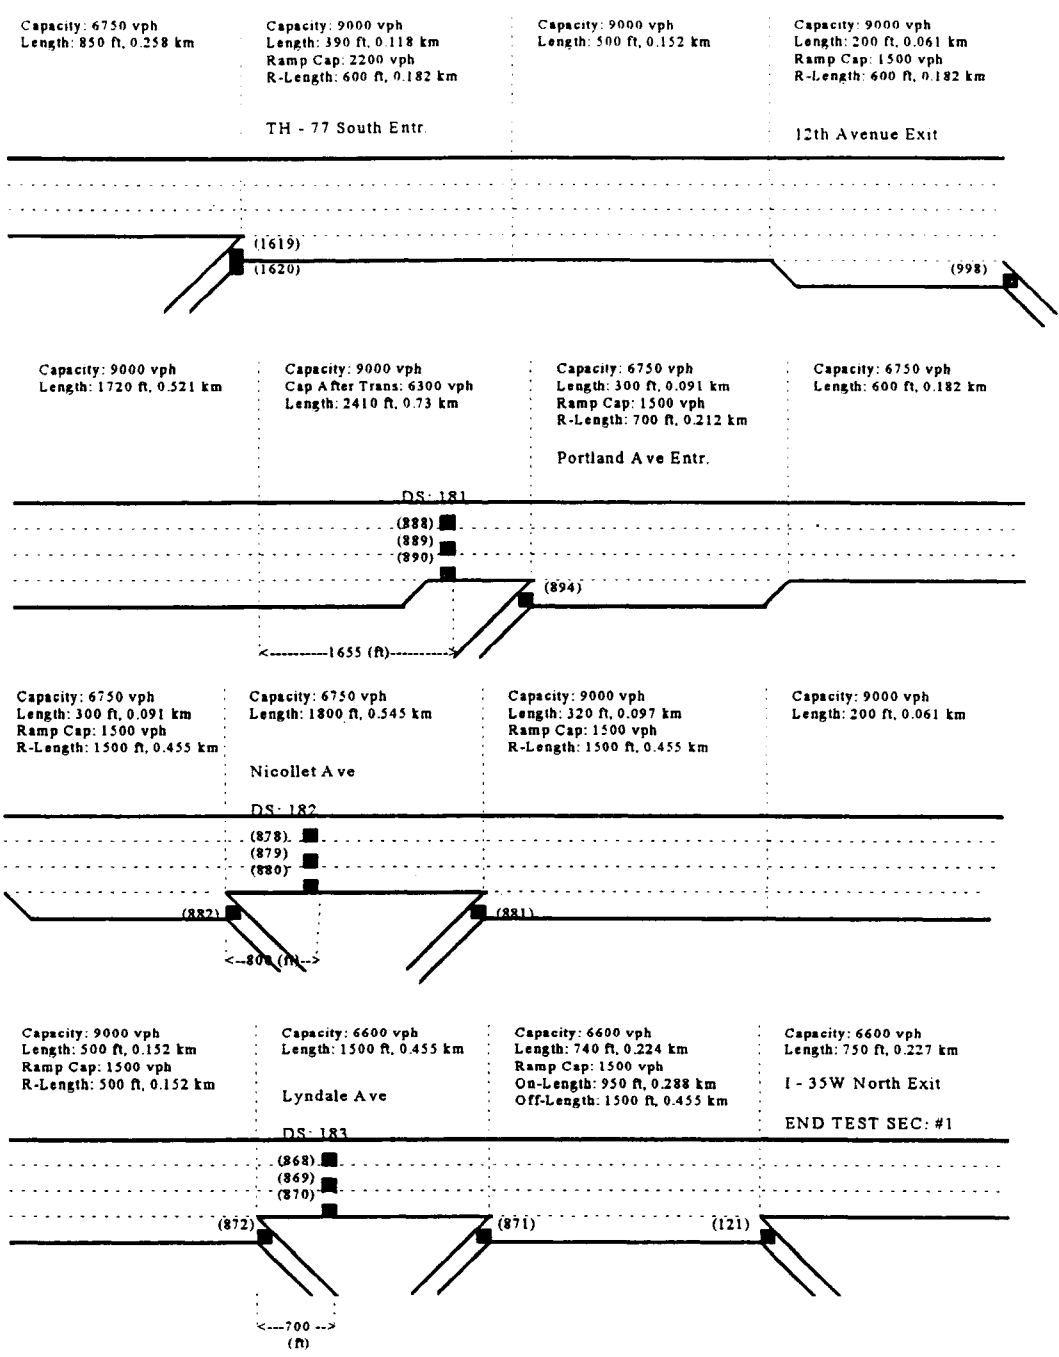 Capacity: 6750 vph
Length: 850 ft, 0.258 km
Capacity: 9000 vph
Length: 390 ft, 0.118 km
Ramp Cap: 2200 vph
R-Length: 600 ft, 0.182 km
TH - 77 South Entr.
Capacity: 9000 vph
Length: 500 ft, 0.152 km
Capacity: 9000 vph
Length: 200 ft, 0.061 km
Ramp Cap: 1500 vph
R-Length: 600 ft, 0.182 km
12th Avenue Exit
(1619)
(1620)
(998)
Capacity: 9000 vph
Length: 1720 ft, 0.521 km
Capacity: 9000 vph
Cap After Trans: 6300 vph
Length: 2410 ft, 0.73 km
Capacity: 6750 vph
Length: 300 ft, 0.091 km
Ramp Cap: 1500 vph
R-Length: 700 ft, 0.212 km
Portland Ave Entr.
Capacity: 6750 vph
Length: 600 ft, 0.182 km
DS: 181
(888)
(889)
(890)
(894)
<----------1655 (ft)--------->
Capacity: 6750 vph
Length: 300 ft, 0.091 km
Ramp Cap: 1500 vph
R-Length: 1500 ft, 0.455 km
Capacity: 6750 vph
Length: 1800 ft, 0.545 km
Nicollet Ave
DS: 182
Capacity: 9000 vph
Length: 320 ft, 0.097 km
Ramp Cap: 1500 vph
R-Length: 1500 ft, 0.455 km
Capacity: 9000 vph
Length: 200 ft, 0.061 km
(878)
(879)
(880)
(882)
(881)
<--800 (ft)-->
Capacity: 9000 vph
Length: 500 ft, 0.152 km
Ramp Cap: 1500 vph
R-Length: 500 ft, 0.152 km
Capacity: 6600 vph
Length: 1500 ft, 0.455 km
Lyndale Ave
DS: 183
Capacity: 6600 vph
Length: 740 ft, 0.224 km
Ramp Cap: 1500 vph
On-Length: 950 ft, 0.288 km
Off-Length: 1500 ft, 0.455 km
Capacity: 6600 vph
Length: 750 ft, 0.227 km
I - 35W North Exit
END TEST SEC: #1
(868)
(869)
(870)
(872)
(871)
(121)
<---700 -->
(ft)